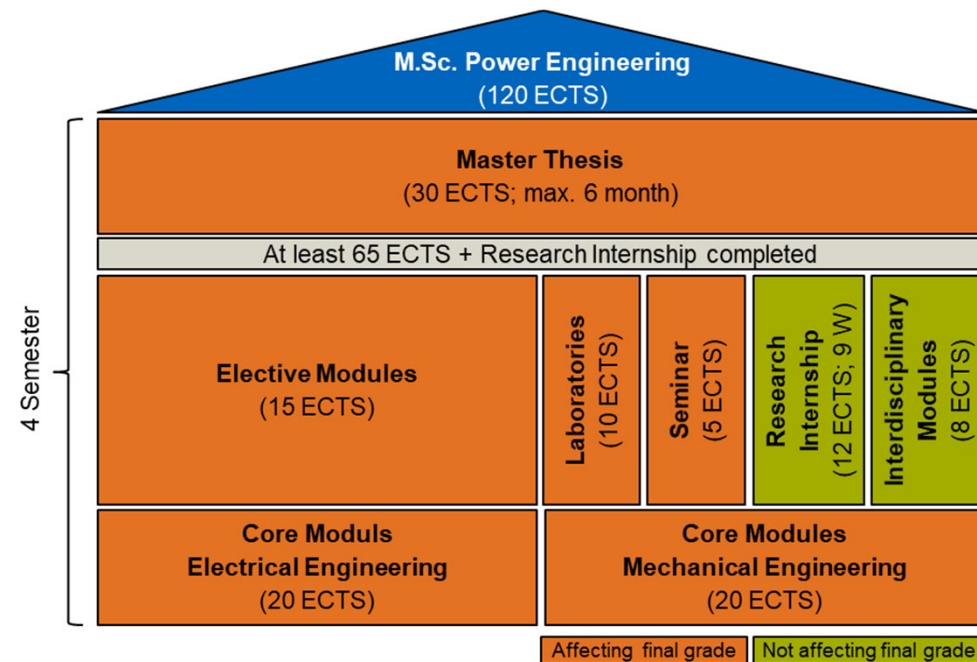 M.Sc. Power Engineering
(120 ECTS)
4 Semester
Master Thesis
(30 ECTS; max. 6 month)
At least 65 ECTS + Research Internship completed
Elective Modules
(15 ECTS)
Laboratories
(10 ECTS)
Seminar
(5 ECTS)
Research
Internship
(12 ECTS; 9 W)
Interdisciplinary
Modules
(8 ECTS)
Core Moduls
Electrical Engineering
(20 ECTS)
Core Modules
Mechanical Engineering
(20 ECTS)
Affecting final grade
Not affecting final grade